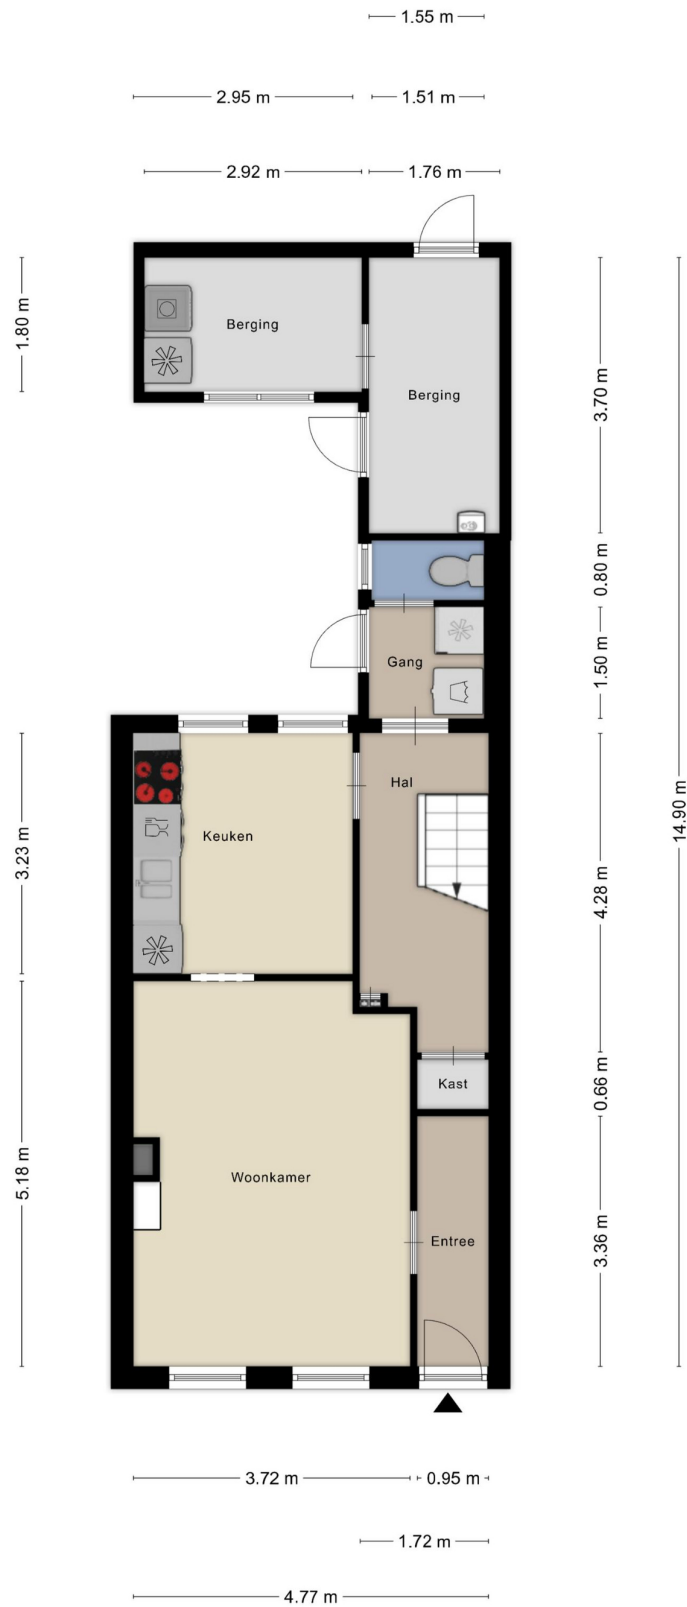 1.55 m
2.95 m
1.51 m
2.92 m
1.76 m
1.80 m
Berging
Berging
3.70 m
0.80 m
Gang
1.50 m
Hal
14.90 m
3.23 m
Keuken
4.28 m
Kast
0.66 m
5.18 m
Woonkamer
Entree
3.36 m
3.72 m
0.95 m
1.72 m
4.77 m